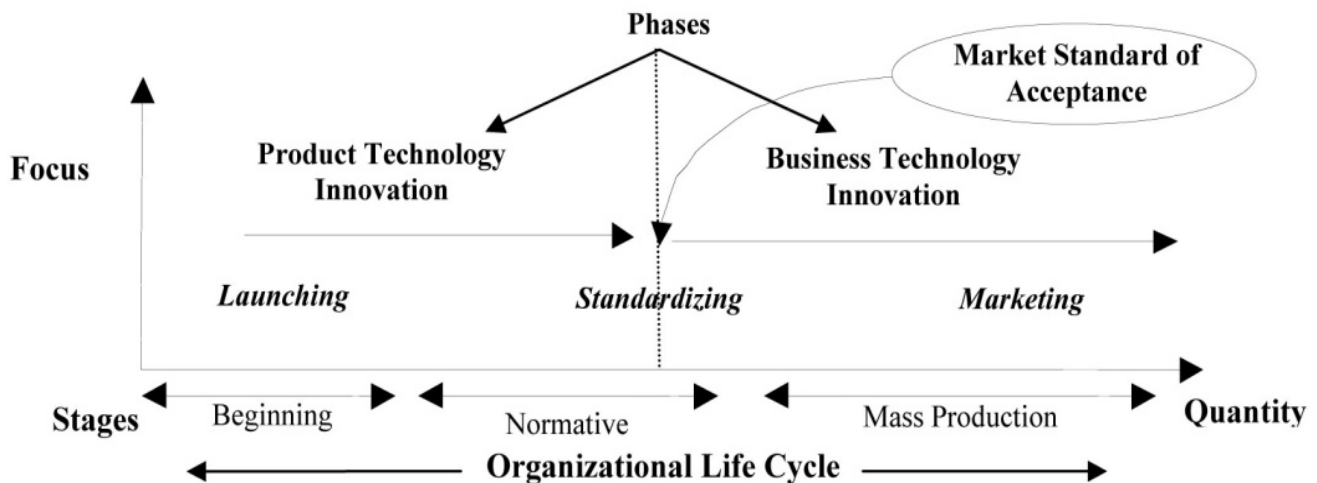 Phases
Market Standard of
Acceptance
Focus
Product Technology
Innovation
Business Technology
Innovation
Launching
Standardizing
Marketing
Stages
Beginning
Normative
Mass Production
Quantity
Organizational Life Cycle